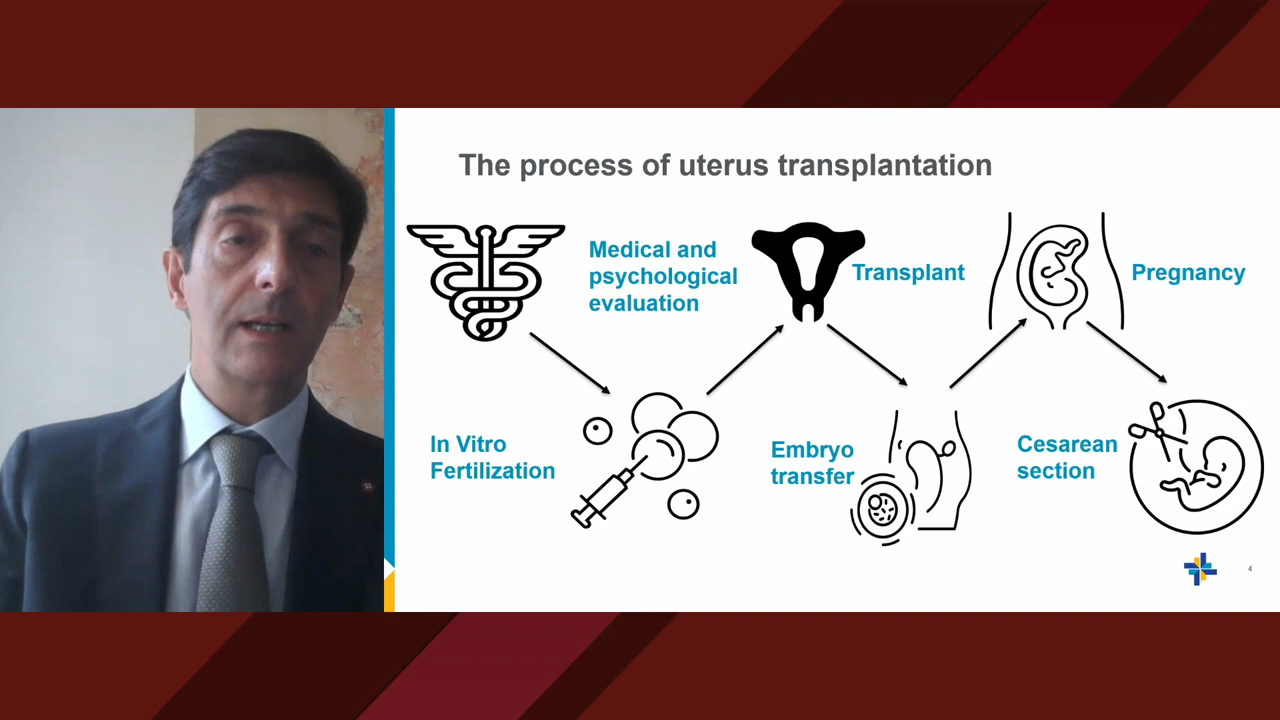 The process of uterus transplantation
Medical and
psychological
evaluation
Transplant
Pregnancy
In Vitro
Fertilization
Embryo
transfer
Cesarean
section
4